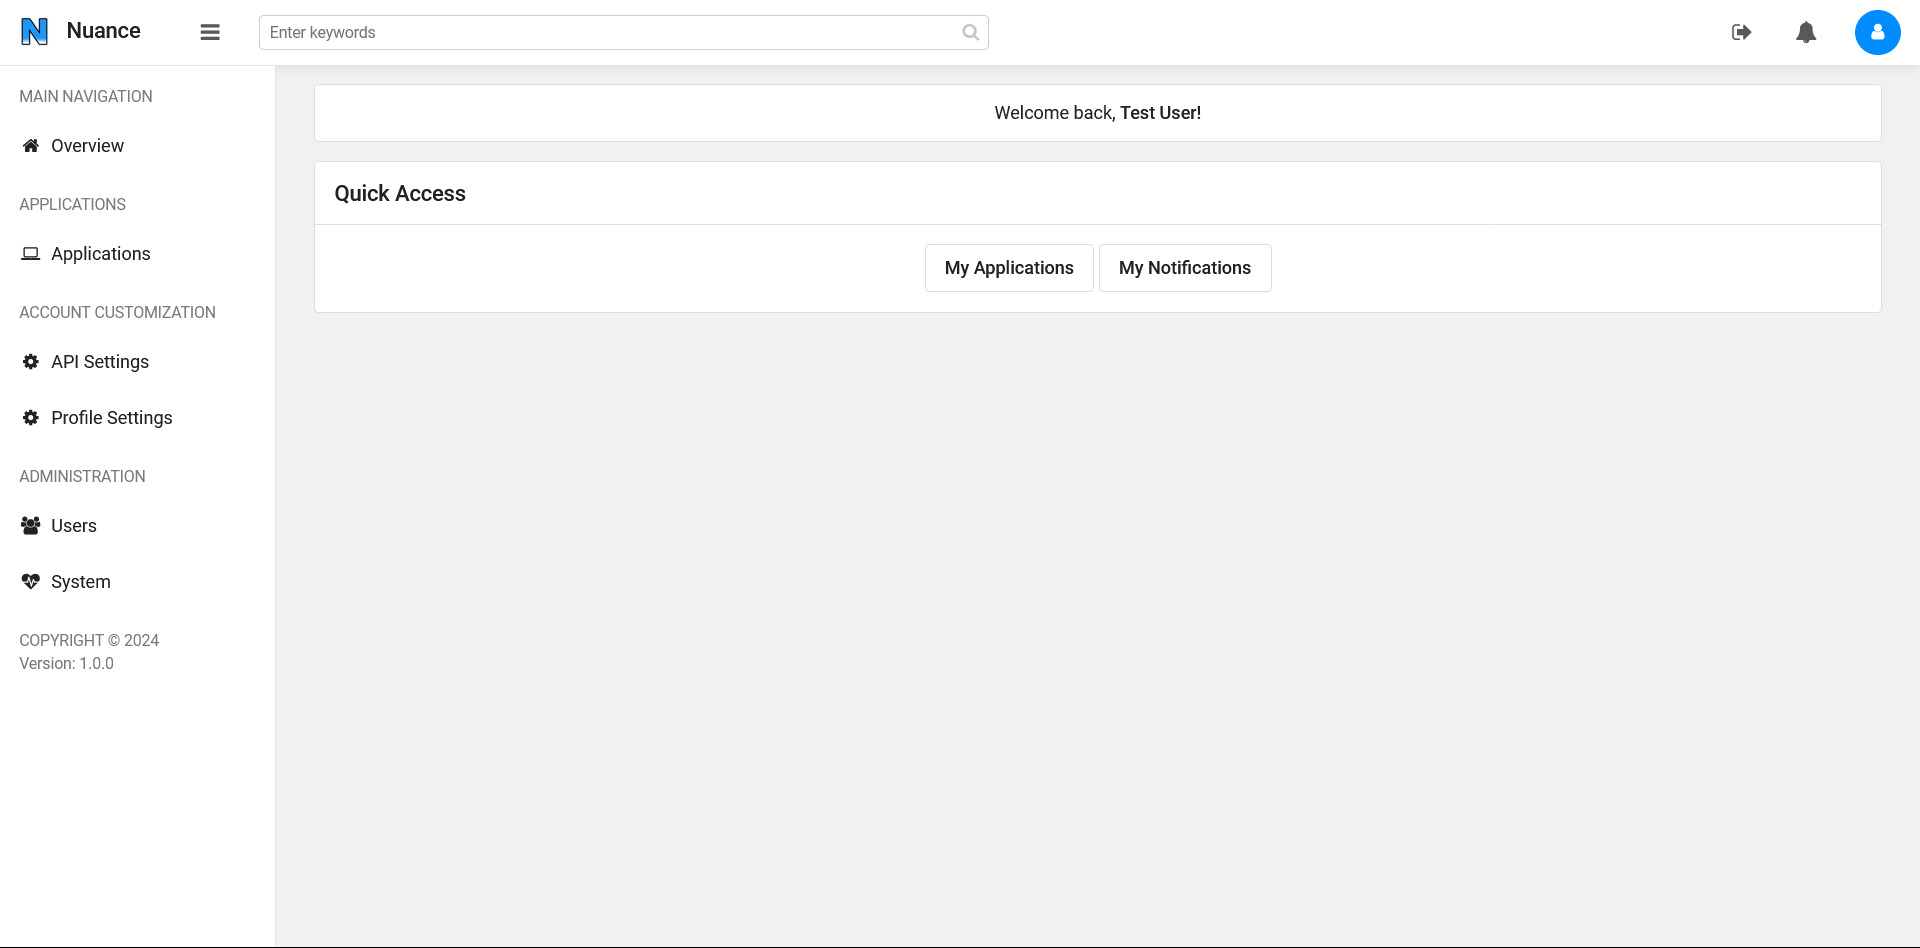 Nuance
Enter keywords
MAIN NAVIGATION
Overview
APPLICATIONS
Applications
ACCOUNT CUSTOMIZATION
API Settings
Profile Settings
ADMINISTRATION
Users
System
COPYRIGHT © 2024
Version: 1.0.0
Welcome back, Test User!
Quick Access
My Applications
My Notifications